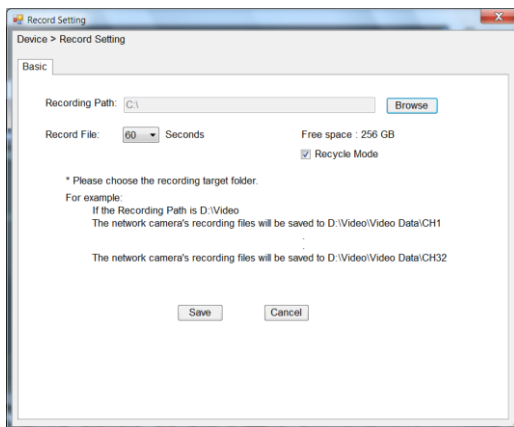 Record Setting
Device > Record Setting
Basic
Recording Path: C:\ Browse
Record File: 60 Seconds Free space : 256 GB
Recycle Mode
* Please choose the recording target folder.
For example:
If the Recording Path is D:\Video
The network camera's recording files will be saved to D:\Video\Video Data\CH1
.
.
The network camera's recording files will be saved to D:\Video\Video Data\CH32
Save Cancel